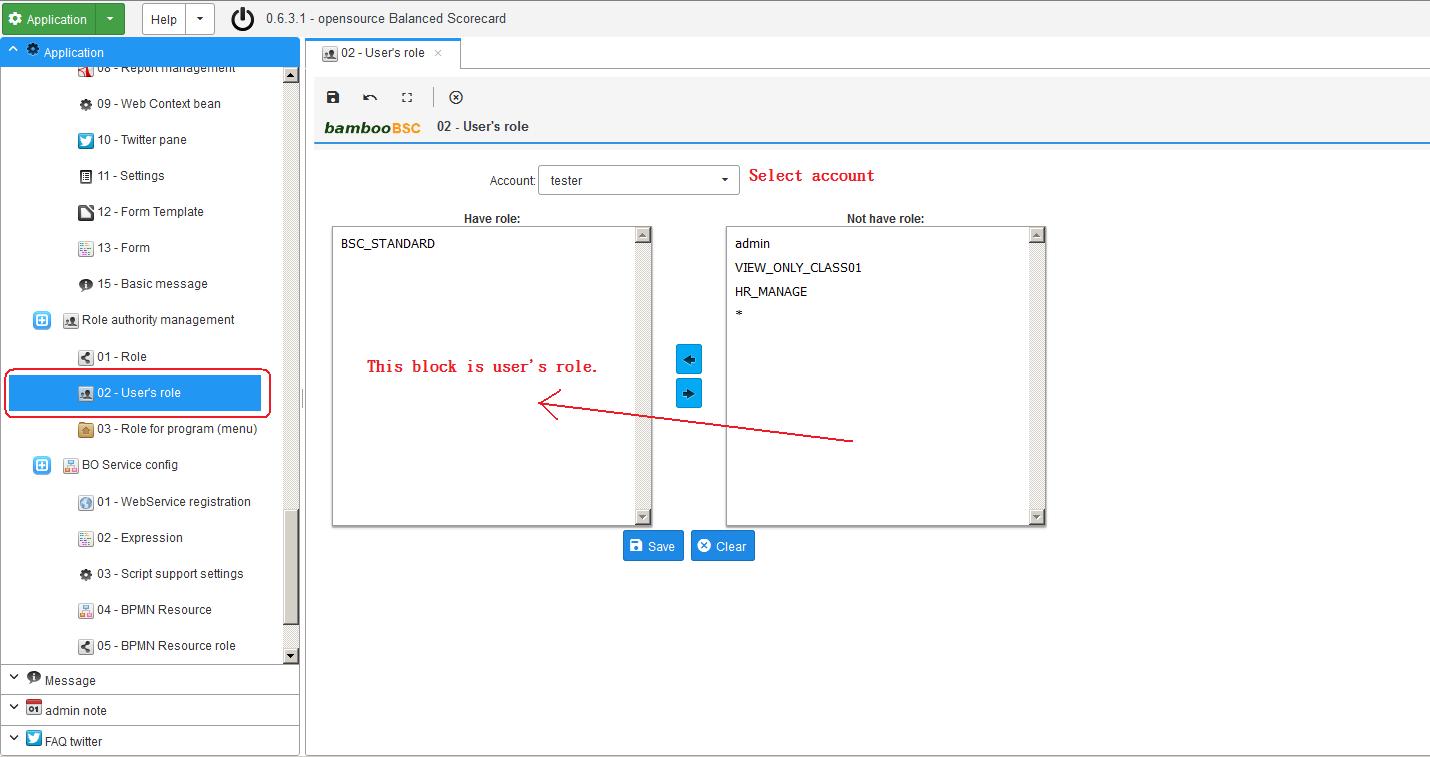 Application
Help
0.6.3.1 - opensource Balanced Scorecard
Application
08 - Report management
09 - Web Context bean
10 - Twitter pane
11 - Settings
12 - Form Template
13 - Form
15 - Basic message
Role authority management
01 - Role
02 - User's role
03 - Role for program (menu)
BO Service config
01 - WebService registration
02 - Expression
03 - Script support settings
04 - BPMN Resource
05 - BPMN Resource role
Message
admin note
FAQ twitter
02 - User's role
bambooBSC 02 - User's role
Account: tester Select account
Have role:
BSC_STANDARD
This block is user's role.
Not have role:
admin
VIEW_ONLY_CLASS01
HR_MANAGE
*
Save Clear